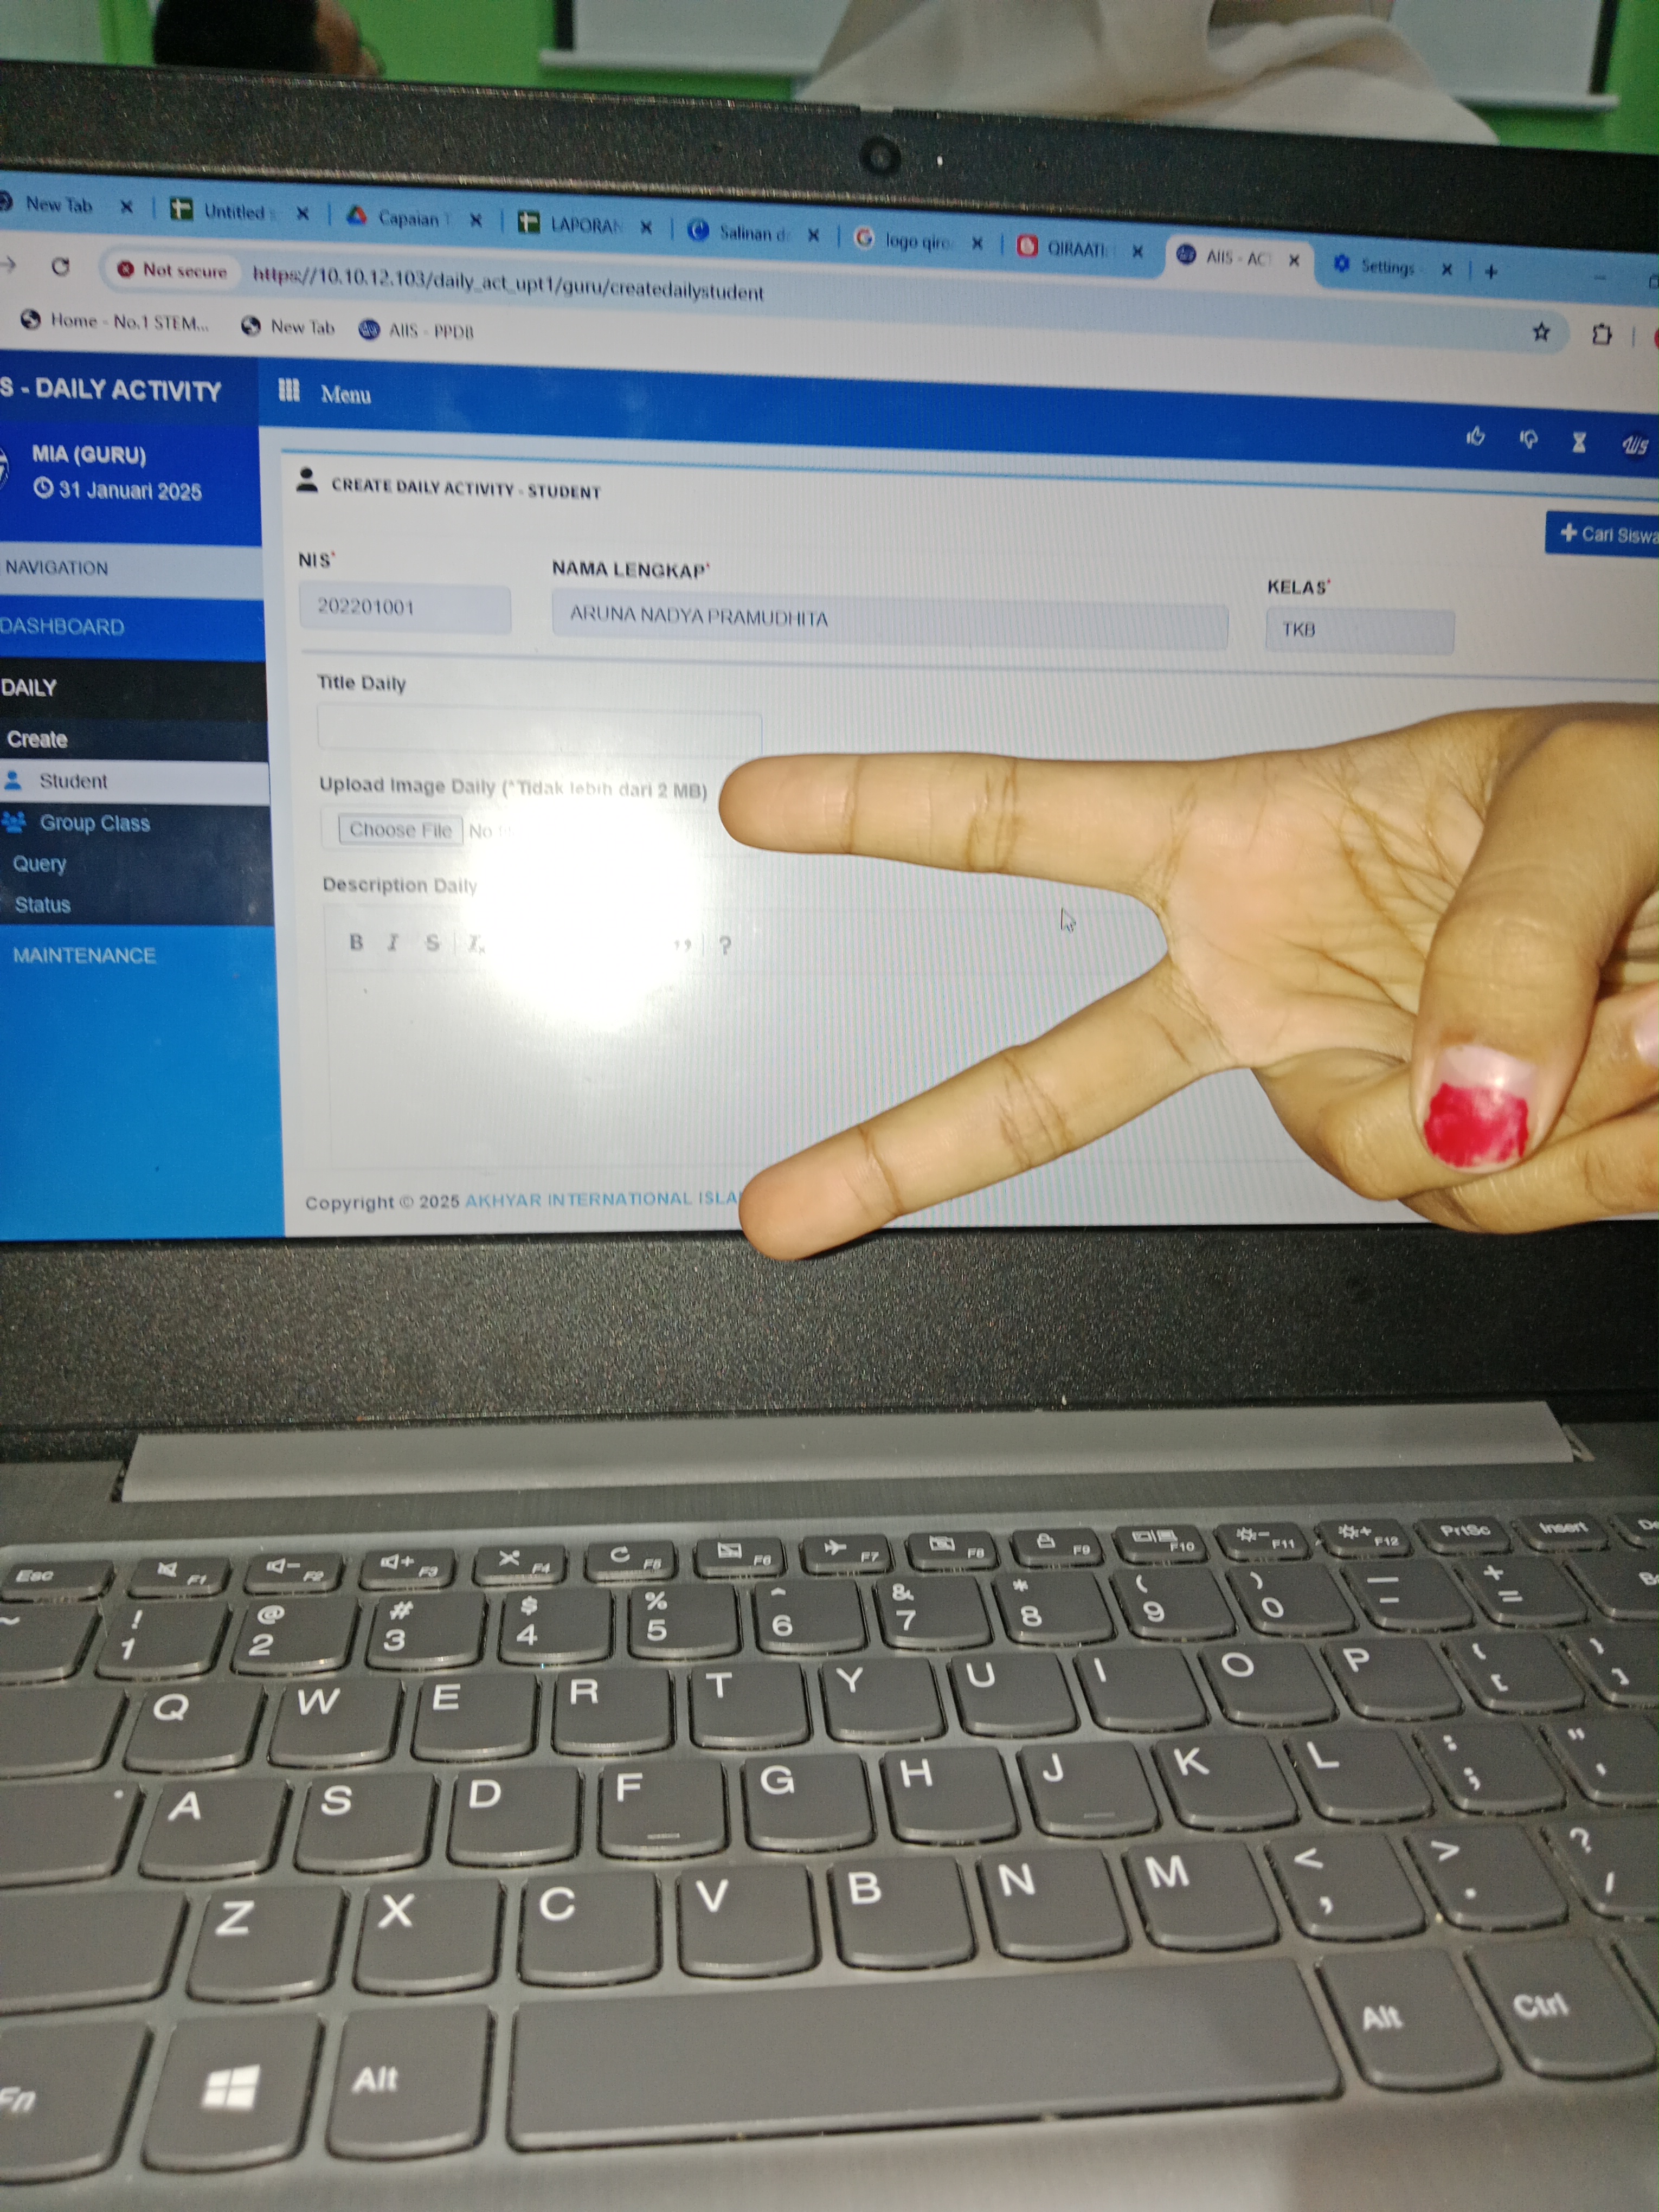 New Tab Untitled s Capaian T LAPORAN Salinan d logo qiro QIRAATI AIIS - AC Settings
Not secure https://10.10.12.103/daily_act_upt1/guru/createdailystudent
Home - No.1 STEM... New Tab AIIS - PPDB
S - DAILY ACTIVITY Menu
MIA (GURU)
31 Januari 2025
CREATE DAILY ACTIVITY - STUDENT
+ Cari Siswa
NAVIGATION
DASHBOARD
DAILY
Create
Student
Group Class
Query
Status
MAINTENANCE
NIS* NAMA LENGKAP* KELAS*
202201001 ARUNA NADYA PRAMUDHITA TKB
Title Daily
Upload Image Daily (*Tidak lebih dari 2 MB)
Choose File No
Description Daily
B I S Ix ” ?
Copyright © 2025 AKHYAR INTERNATIONAL ISLA
Esc F1 F2 F3 F4 F5 F6 F7 F8 F9 F10 F11 F12 PrtSc Insert
~ ! 1 @ 2 # 3 $ 4 % 5 ^ 6 & 7 * 8 ( 9 ) 0 — - + =
Q W E R T Y U I O P { [ } ]
A S D F G H J K L : ; " '
Z X C V B N M < , > . ? /
Fn Alt Alt Ctrl